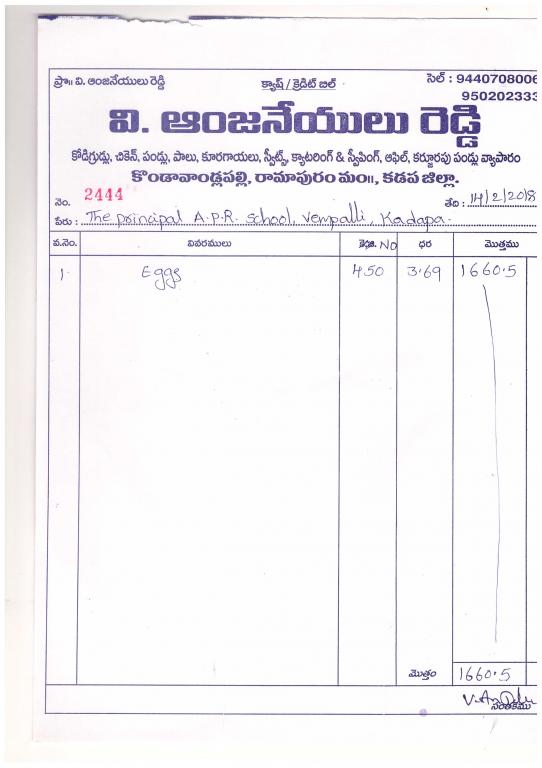 ప్రొ॥ వి. ఆంజనేయులు రెడ్డి క్యాష్ / క్రెడిట్ బిల్ సెల్ : 9440708006
950202333
వి. ఆంజనేయులు రెడ్డి
కోడిగ్రుడ్లు, చికెన్, పండ్లు, పాలు, కూరగాయలు, స్వీట్స్, క్యాటరింగ్ & స్వీపింగ్, ఆఫిల్, కర్జూరపు పండ్లు వ్యాపారం
కొండావాండ్లపల్లి, రామాపురం మం॥, కడప జిల్లా.
నెం. 2444 తేది : 14/2/2018
పేరు : The principal A.P.R. School, Vempalli, Kadapa.
వ.నెం. వివరములు కెజి. No ధర మొత్తము
1 Eggs 450 3.69 1660.5
మొత్తం 1660.5
సంతకము